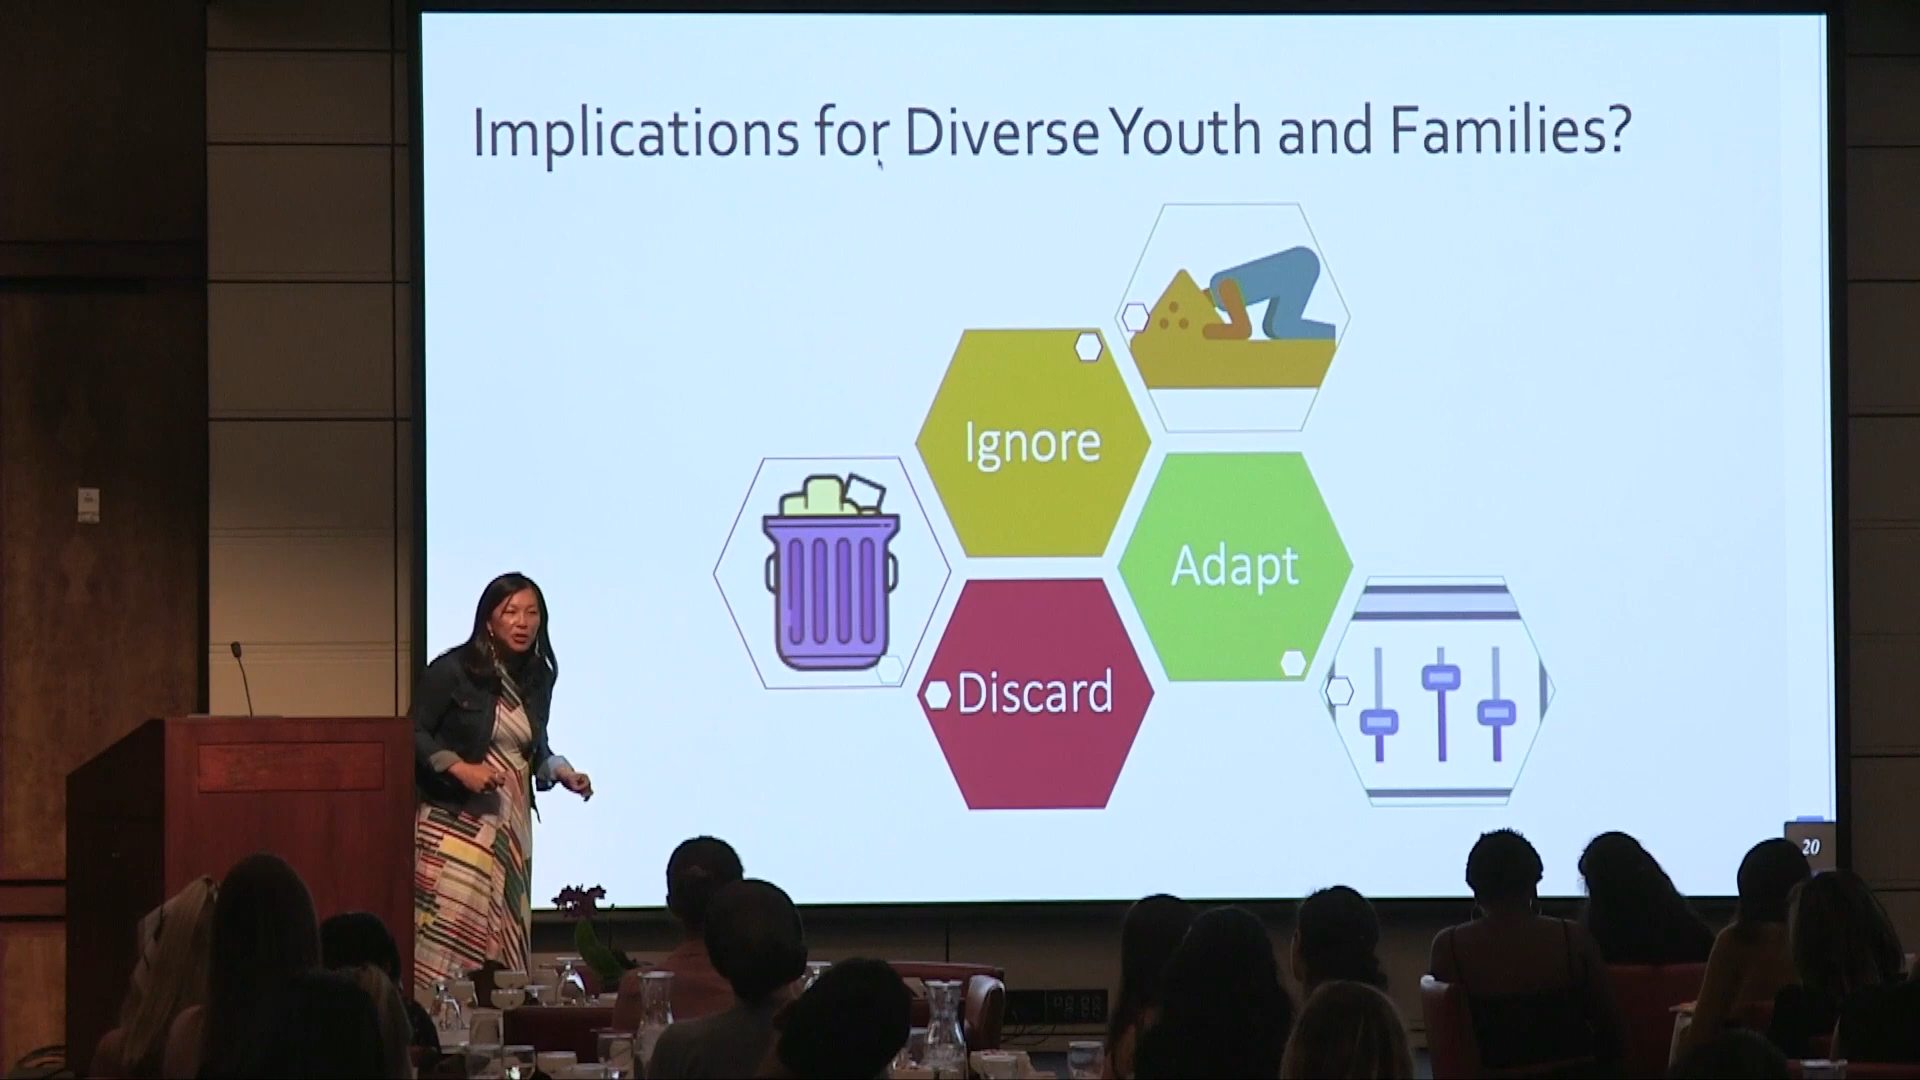 Implications for Diverse Youth and Families?
Ignore
Adapt
Discard
20